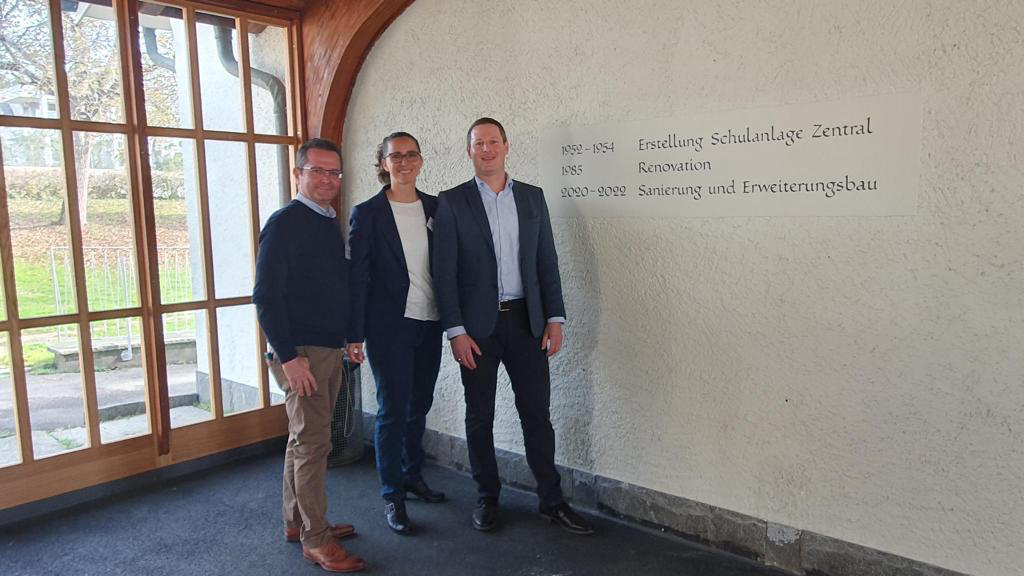 1952–1954 Erstellung Schulanlage Zentral
1985 Renovation
2020–2022 Sanierung und Erweiterungsbau